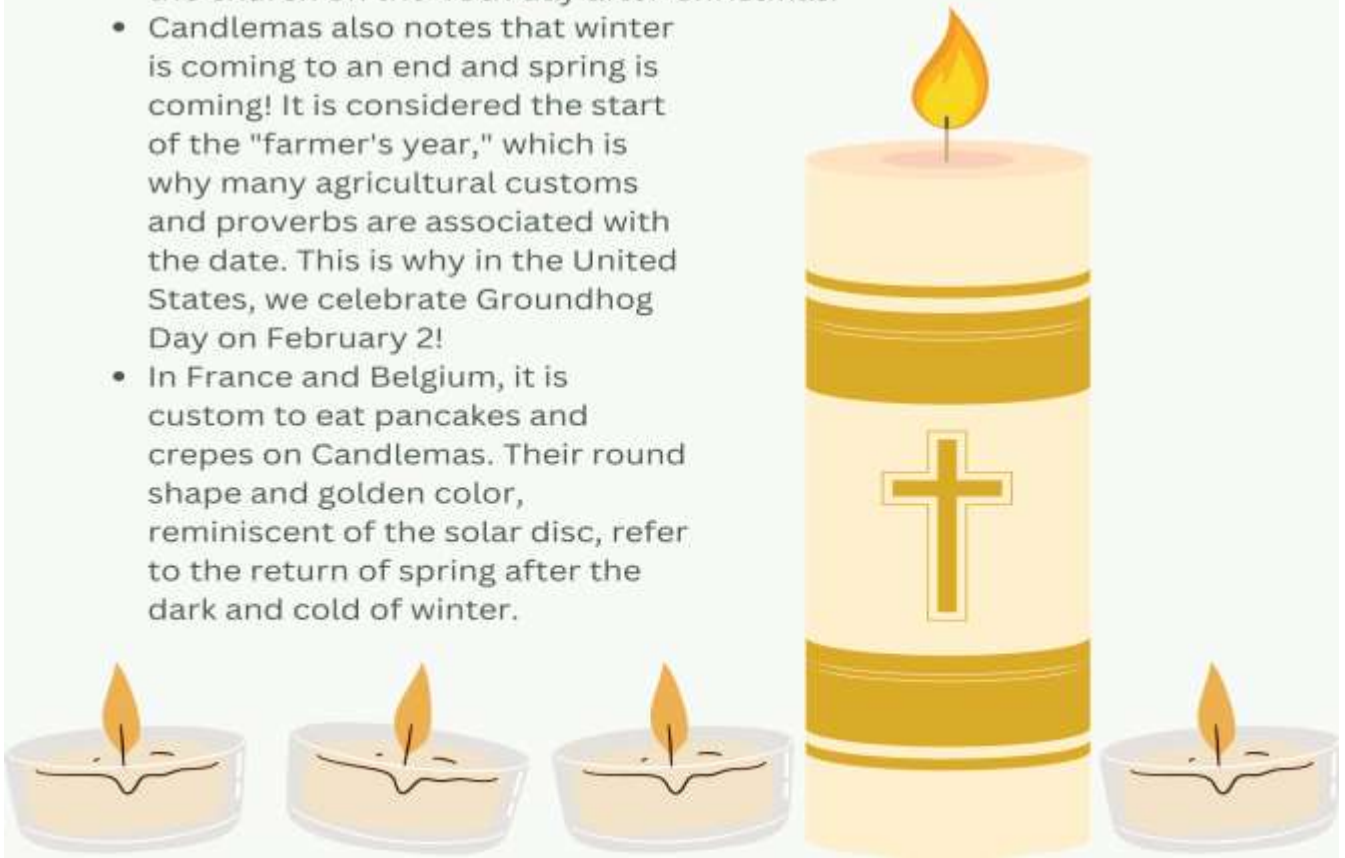 Candlemas also notes that winter
is coming to an end and spring is
coming! It is considered the start
of the "farmer's year," which is
why many agricultural customs
and proverbs are associated with
the date. This is why in the United
States, we celebrate Groundhog
Day on February 2!
In France and Belgium, it is
custom to eat pancakes and
crepes on Candlemas. Their round
shape and golden color,
reminiscent of the solar disc, refer
to the return of spring after the
dark and cold of winter.